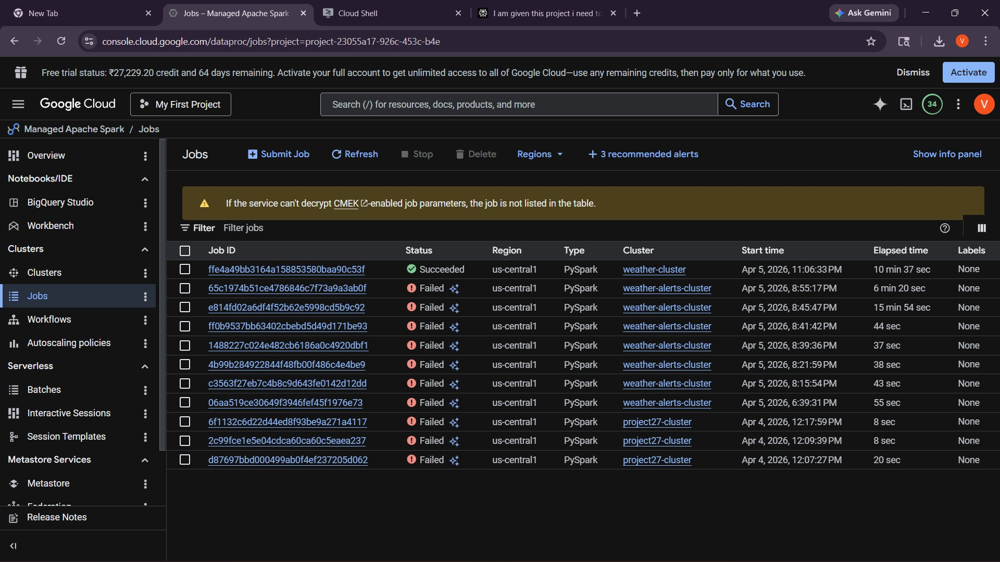 New Tab
Jobs – Managed Apache Spark
Cloud Shell
I am given this project i need to
Ask Gemini
console.cloud.google.com/dataproc/jobs?project=project-23055a17-926c-453c-b4e
V
Free trial status: ₹27,229.20 credit and 64 days remaining. Activate your full account to get unlimited access to all of Google Cloud—use any remaining credits, then pay only for what you use.
Dismiss
Activate
Google Cloud
My First Project
Search (/) for resources, docs, products, and more
Search
34
V
Managed Apache Spark / Jobs
Overview
Notebooks/IDE
BigQuery Studio
Workbench
Clusters
Clusters
Jobs
Workflows
Autoscaling policies
Serverless
Batches
Interactive Sessions
Session Templates
Metastore Services
Metastore
Federation
Release Notes
Jobs
Submit Job
Refresh
Stop
Delete
Regions
3 recommended alerts
Show info panel
If the service can't decrypt CMEK-enabled job parameters, the job is not listed in the table.
Filter Filter jobs
Job ID Status Region Type Cluster Start time Elapsed time Labels
ffe4a49bb3164a158853580baa90c53f Succeeded us-central1 PySpark weather-cluster Apr 5, 2026, 11:06:33 PM 10 min 37 sec None
65c1974b51ce4786846c7f73a9a3ab0f Failed us-central1 PySpark weather-alerts-cluster Apr 5, 2026, 8:55:17 PM 6 min 20 sec None
e814fd02a6df4f52b62e5998cd5b9c92 Failed us-central1 PySpark weather-alerts-cluster Apr 5, 2026, 8:45:47 PM 15 min 54 sec None
ff0b9537bb63402cbebd5d49d171be93 Failed us-central1 PySpark weather-alerts-cluster Apr 5, 2026, 8:41:42 PM 44 sec None
1488227c024e482cb6186a0c4920dbf1 Failed us-central1 PySpark weather-alerts-cluster Apr 5, 2026, 8:39:36 PM 37 sec None
4b99b284922844f48fb00f486c4e4be9 Failed us-central1 PySpark weather-alerts-cluster Apr 5, 2026, 8:21:59 PM 38 sec None
c3563f27eb7c4b8c9d643fe0142d12dd Failed us-central1 PySpark weather-alerts-cluster Apr 5, 2026, 8:15:54 PM 43 sec None
06aa519ce30649f3946fef45f1976e73 Failed us-central1 PySpark weather-alerts-cluster Apr 5, 2026, 6:39:31 PM 55 sec None
6f1132c6d22d44ed8f93be9a271a4117 Failed us-central1 PySpark project27-cluster Apr 4, 2026, 12:17:59 PM 8 sec None
2c99fce1e5e04cdca60ca60c5eaea237 Failed us-central1 PySpark project27-cluster Apr 4, 2026, 12:09:39 PM 8 sec None
d87697bbd000499ab0f4ef237205d062 Failed us-central1 PySpark project27-cluster Apr 4, 2026, 12:07:27 PM 20 sec None